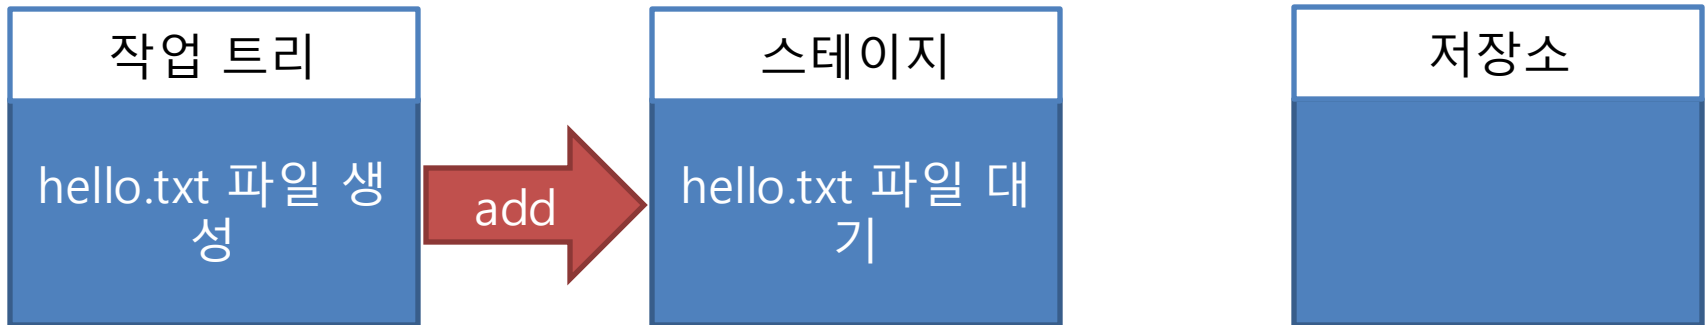 작업 트리
스테이지
저장소
hello.txt 파일 생
성
add
hello.txt 파일 대
기